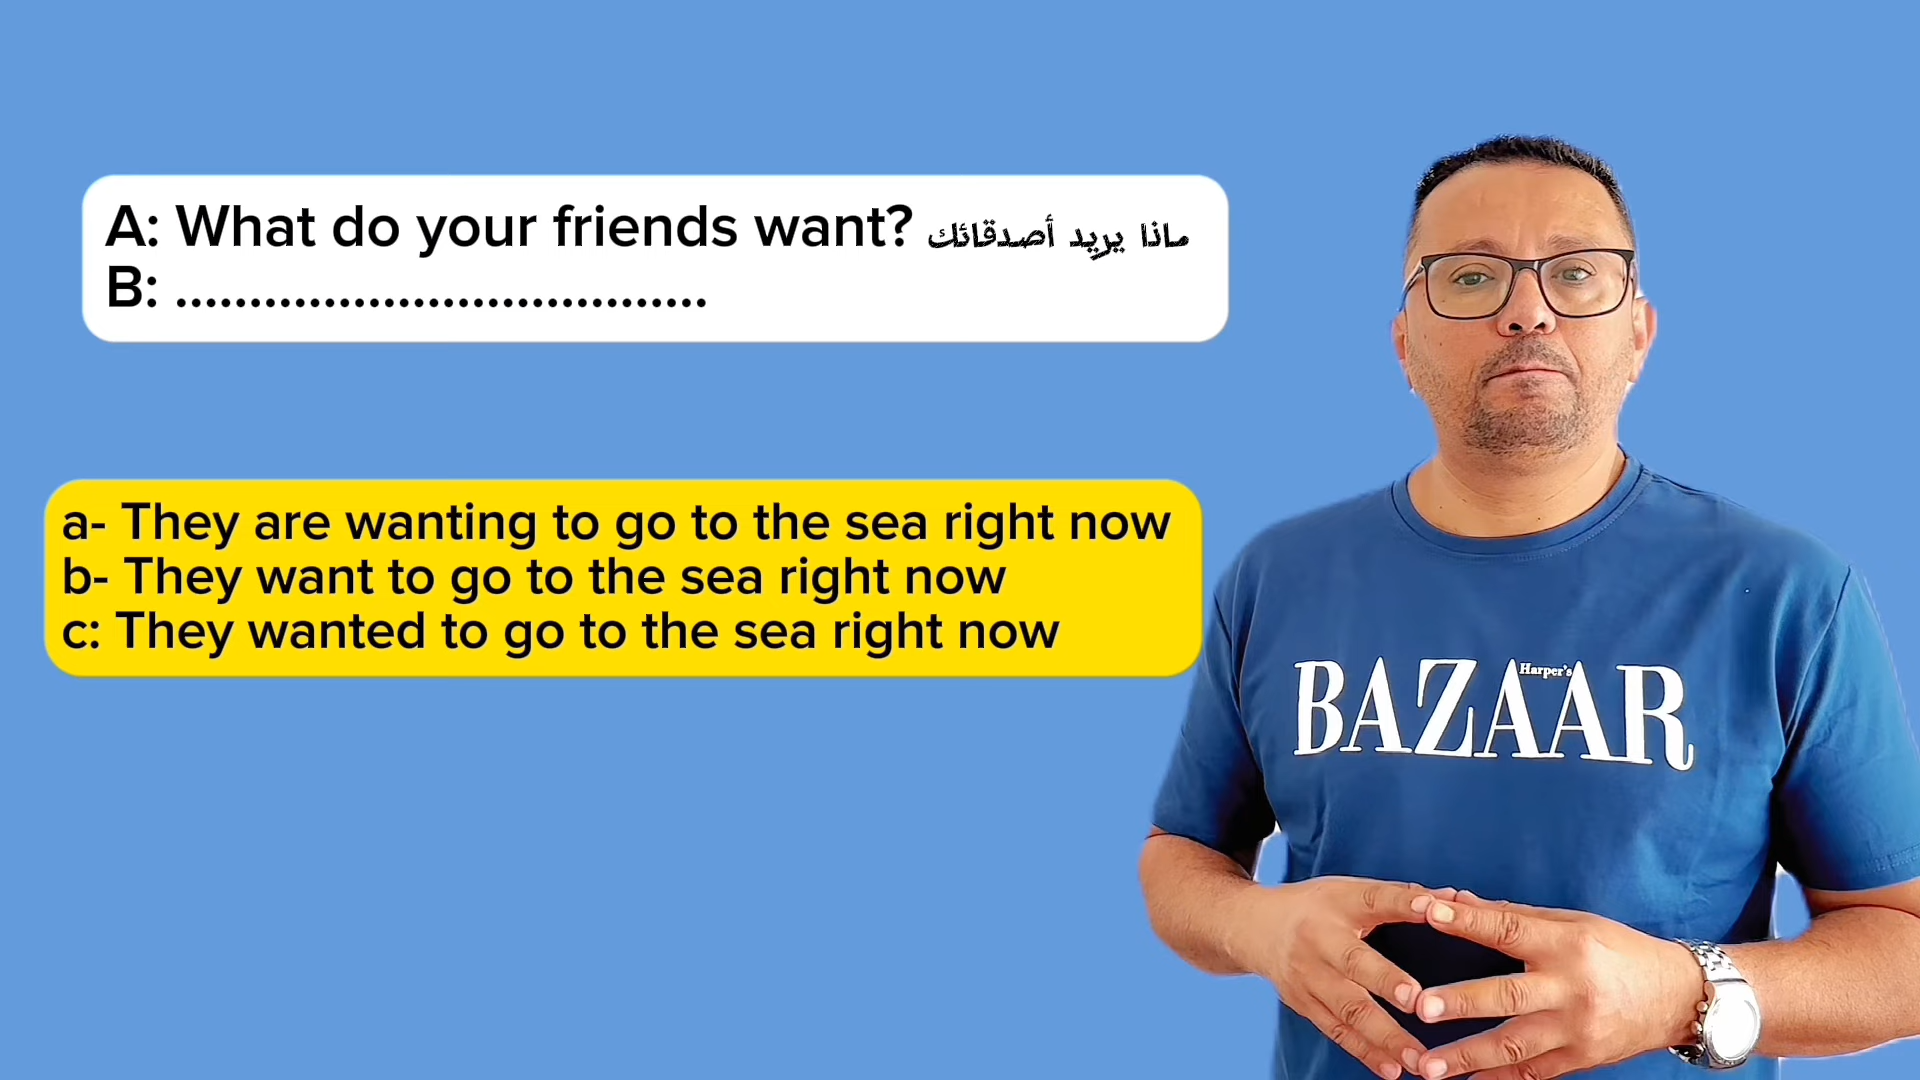 A: What do your friends want? ماذا يريد أصدقائك
B: ....................................
a- They are wanting to go to the sea right now
b- They want to go to the sea right now
c: They wanted to go to the sea right now
Harper's
BAZAAR